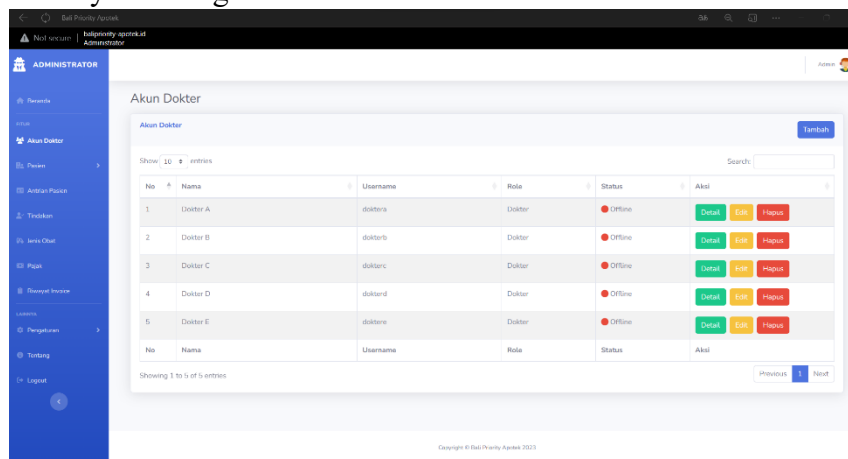 Bali Priority Apotek
Not secure | balipriority-apotek.id
Administrator
ADMINISTRATOR
Admin
Beranda
Akun Dokter
Pasien
Antrian Pasien
Tindakan
Jenis Obat
Pajak
Riwayat Invoice
Pengaturan
Tentang
Logout
Akun Dokter
Akun Dokter
Tambah
Show 10 entries
Search:
No Nama Username Role Status Aksi
1 Dokter A doktera Dokter Offline Detail Edit Hapus
2 Dokter B dokterb Dokter Offline Detail Edit Hapus
3 Dokter C dokterc Dokter Offline Detail Edit Hapus
4 Dokter D dokterd Dokter Offline Detail Edit Hapus
5 Dokter E doktere Dokter Offline Detail Edit Hapus
No Nama Username Role Status Aksi
Showing 1 to 5 of 5 entries
Previous 1 Next
Copyright © Bali Priority Apotek 2023